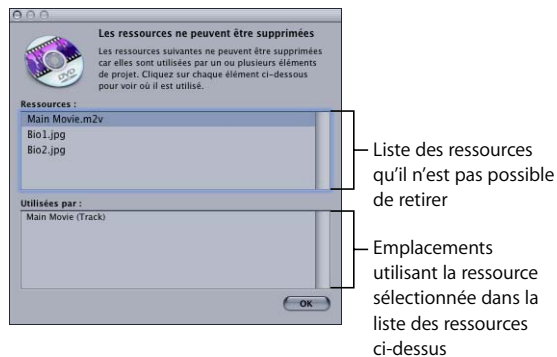 Les ressources ne peuvent être supprimées
Les ressources suivantes ne peuvent être supprimées
car elles sont utilisées par un ou plusieurs éléments
de projet. Cliquez sur chaque élément ci-dessous
pour voir où il est utilisé.
DVD
Ressources :
Main Movie.m2v
Bio1.jpg
Bio2.jpg
Utilisées par :
Main Movie (Track)
OK
Liste des ressources
qu’il n’est pas possible
de retirer
Emplacements
utilisant la ressource
sélectionnée dans la
liste des ressources
ci-dessus